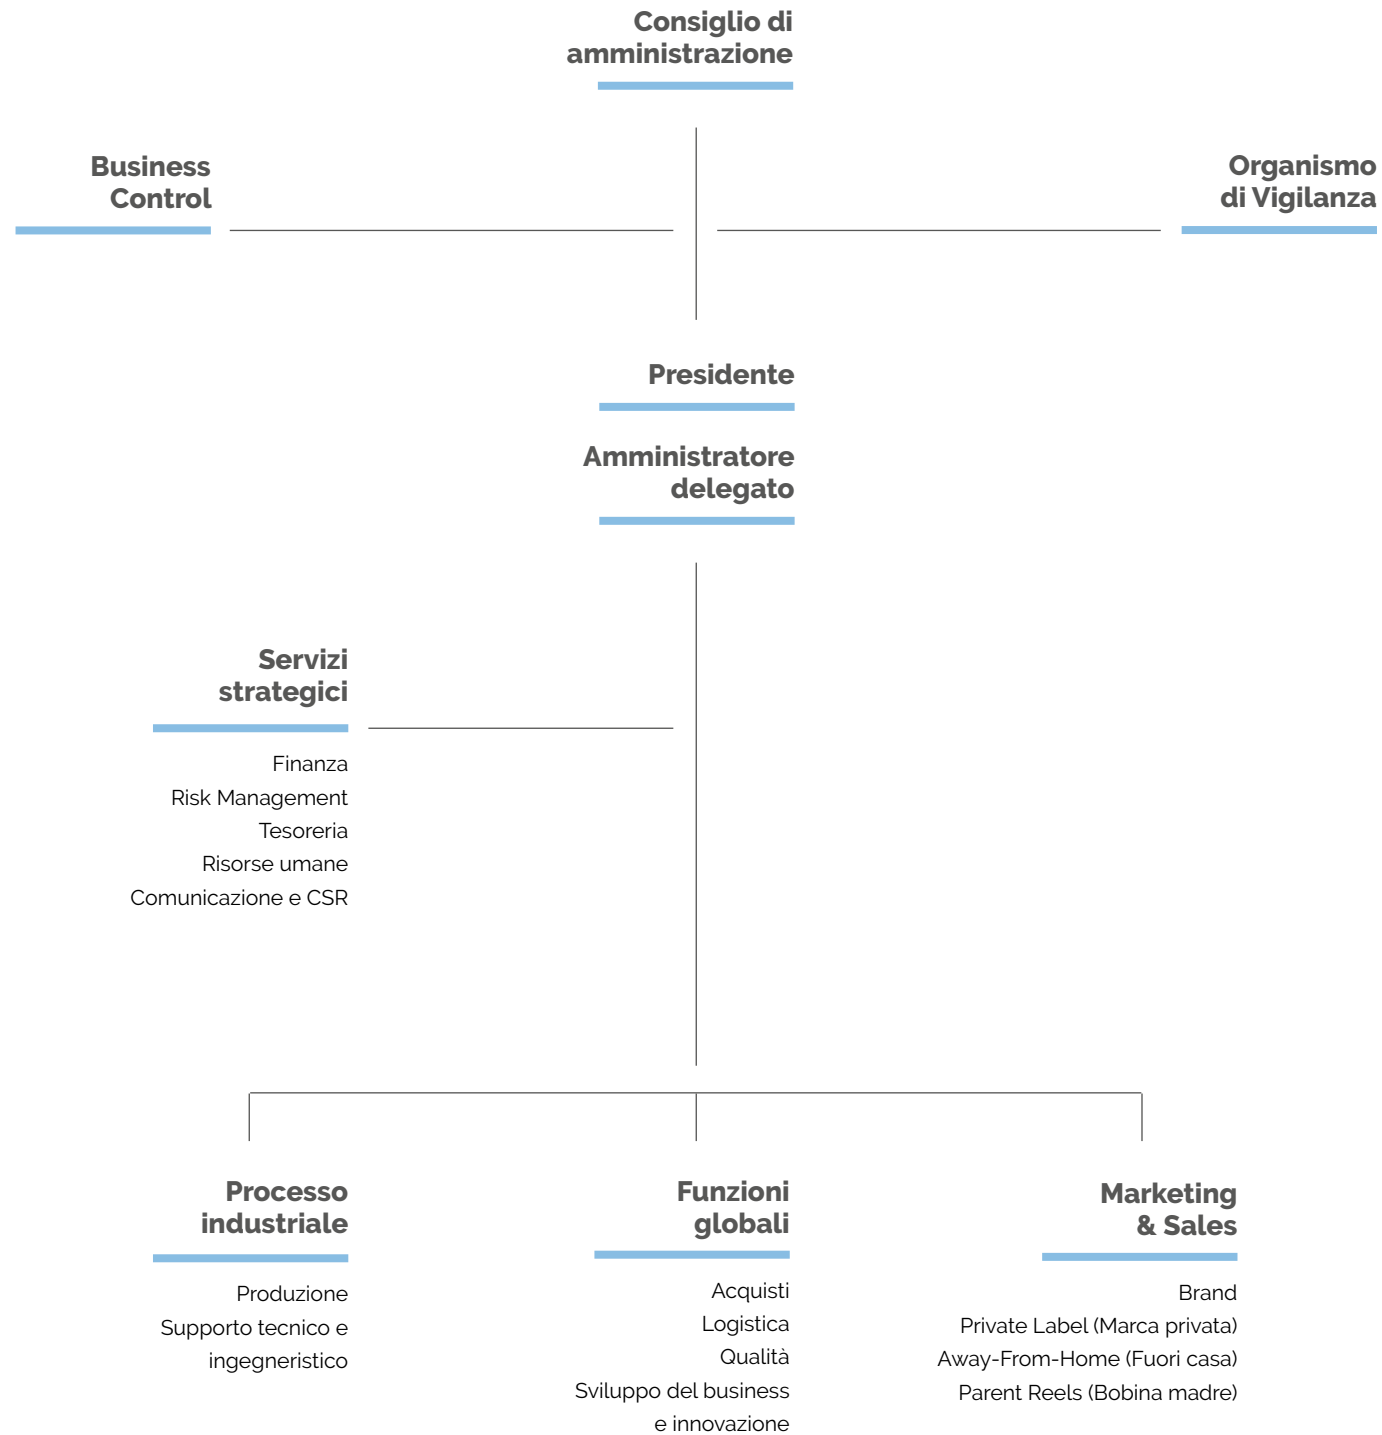 Consiglio di
amministrazione
Business
Control
Organismo
di Vigilanza
Presidente
Amministratore
delegato
Servizi
strategici
Finanza
Risk Management
Tesoreria
Risorse umane
Comunicazione e CSR
Processo
industriale
Produzione
Supporto tecnico e
ingegneristico
Funzioni
globali
Acquisti
Logistica
Qualità
Sviluppo del business
e innovazione
Marketing
& Sales
Brand
Private Label (Marca privata)
Away-From-Home (Fuori casa)
Parent Reels (Bobina madre)